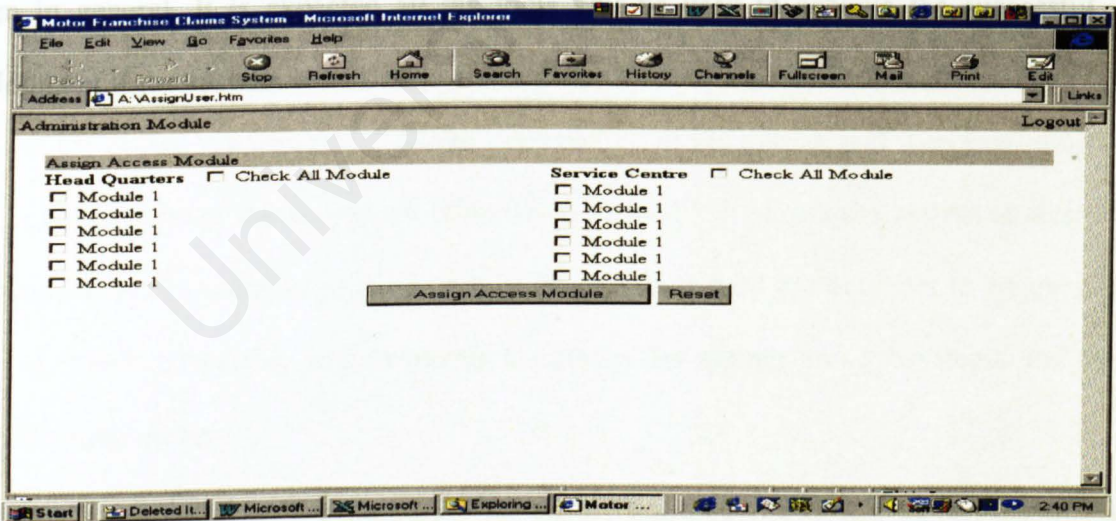 Motor Franchise Claims System - Microsoft Internet Explorer
File Edit View Go Favorites Help
Back Forward Stop Refresh Home Search Favorites History Channels Fullscreen Mail Print Edit
Address A:\AssignUser.htm Links
Administration Module Logout
Assign Access Module
Head Quarters Check All Module Service Centre Check All Module
Module 1 Module 1
Module 1 Module 1
Module 1 Module 1
Module 1 Module 1
Module 1 Module 1
Module 1 Module 1
Assign Access Module Reset
Start Deleted It... Microsoft ... Microsoft ... Exploring ... Motor ... 2:40 PM
Univer